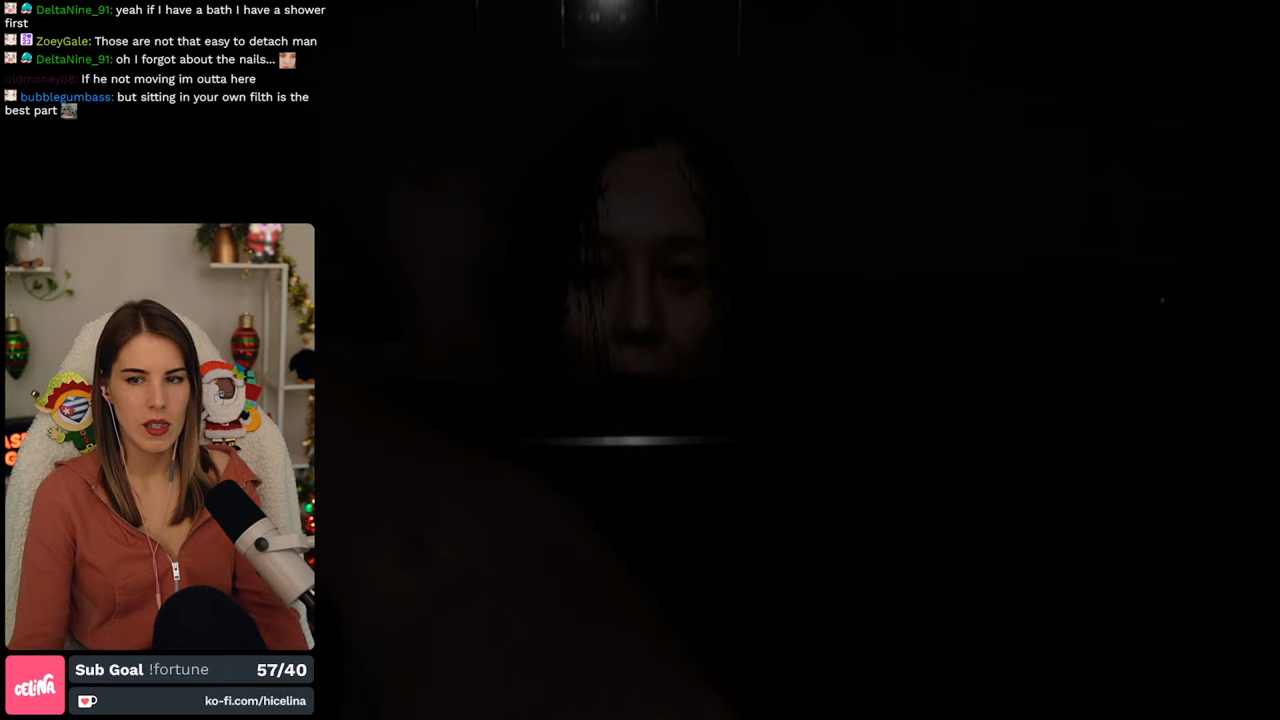 DeltaNine_91: yeah if I have a bath I have a shower
first
ZoeyGale: Those are not that easy to detach man
DeltaNine_91: oh I forgot about the nails...
oldmoney08: If he not moving im outta here
bubblegumbass: but sitting in your own filth is the
best part
CELINA
Sub Goal !fortune 57/40
ko-fi.com/hicelina